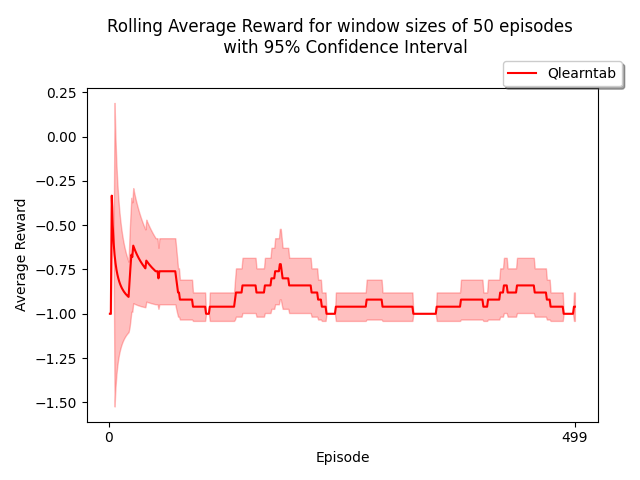 Rolling Average Reward for window sizes of 50 episodes
with 95% Confidence Interval
Qlearntab
0.25
0.00
−0.25
−0.50
−0.75
−1.00
−1.25
−1.50
Average Reward
0
499
Episode